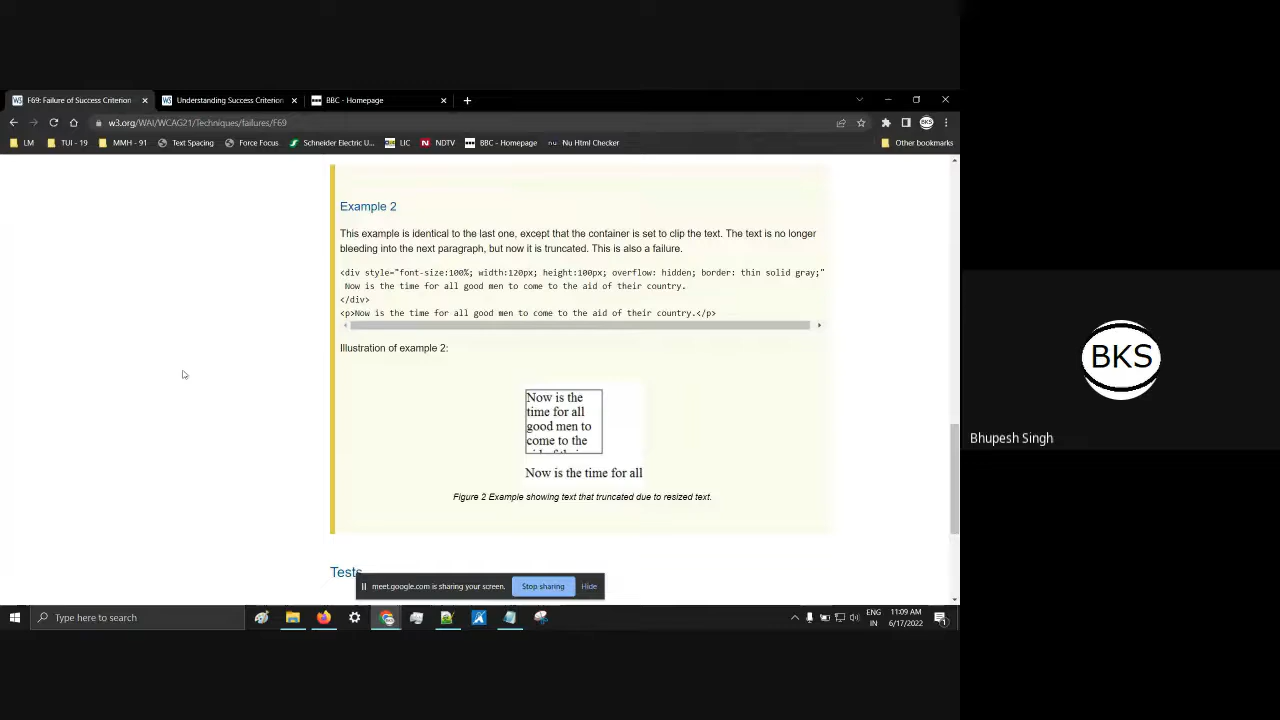 F69: Failure of Success Criterion
Understanding Success Criterion
BBC - Homepage
w3.org/WAI/WCAG21/Techniques/failures/F69
BKS
LM
TUI - 19
MMH - 91
Text Spacing
Force Focus
Schneider Electric U...
LIC
NDTV
BBC - Homepage
Nu Html Checker
Other bookmarks
Example 2
This example is identical to the last one, except that the container is set to clip the text. The text is no longer
bleeding into the next paragraph, but now it is truncated. This is also a failure.
<div style="font-size:100%; width:120px; height:100px; overflow: hidden; border: thin solid gray;"
Now is the time for all good men to come to the aid of their country.
</div>
<p>Now is the time for all good men to come to the aid of their country.</p>
Illustration of example 2:
Now is the
time for all
good men to
come to the
aid of their
Now is the time for all
Figure 2 Example showing text that truncated due to resized text.
Tests
meet.google.com is sharing your screen.
Stop sharing
Hide
Type here to search
ENG
IN
11:09 AM
6/17/2022
BKS
Bhupesh Singh